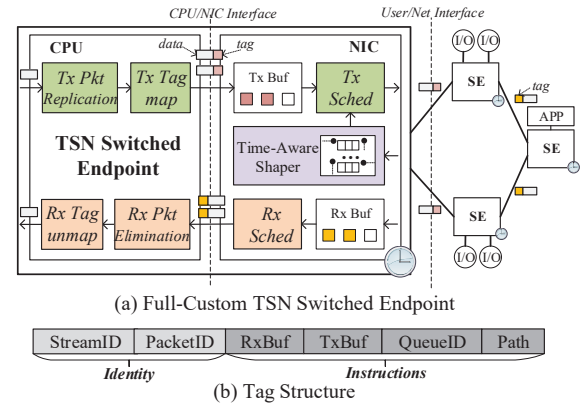 CPU/NIC Interface
User/Net Interface
CPU
data
tag
NIC
I/O
I/O
Tx Pkt
Replication
Tx Tag
map
Tx Buf
Tx
Sched
SE
tag
APP
TSN Switched
Endpoint
Time-Aware
Shaper
SE
Rx Tag
unmap
Rx Pkt
Elimination
Rx
Sched
Rx Buf
SE
I/O
I/O
(a) Full-Custom TSN Switched Endpoint
StreamID PacketID RxBuf TxBuf QueueID Path
Identity Instructions
(b) Tag Structure